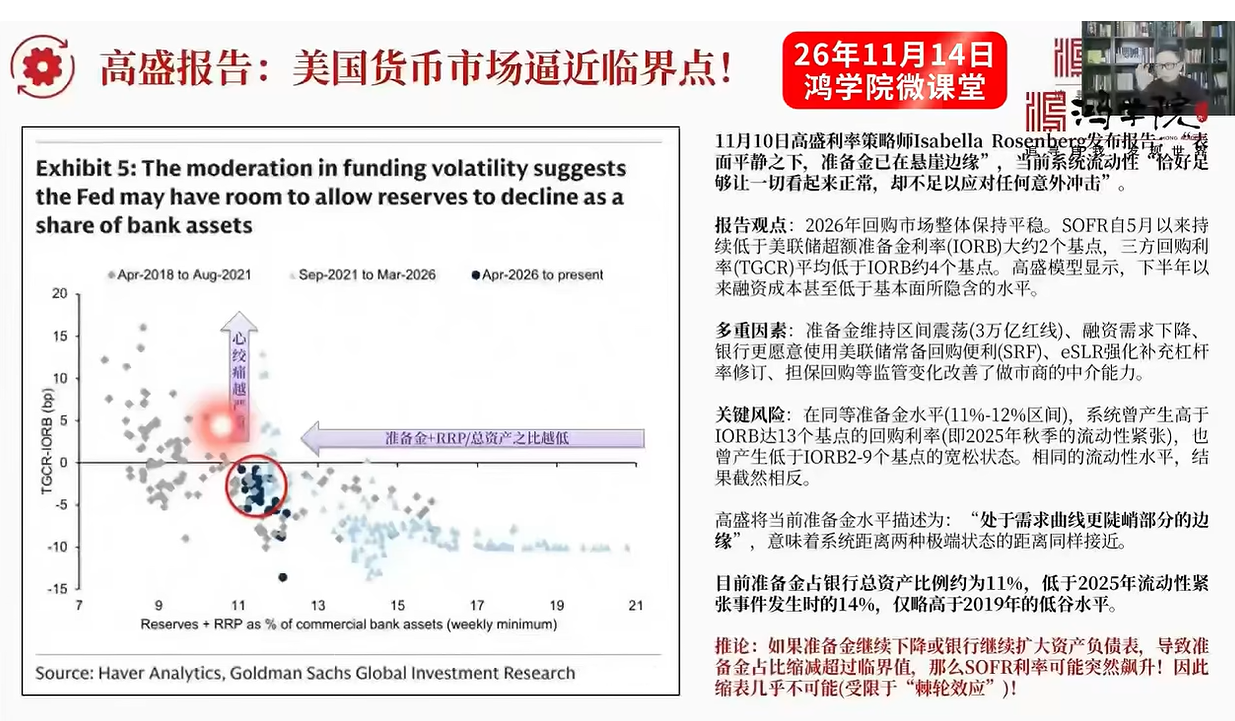 高盛报告：美国货币市场逼近临界点！
26年11月14日
鸿学院微课堂
鸿学院
Exhibit 5: The moderation in funding volatility suggests
the Fed may have room to allow reserves to decline as a
share of bank assets
Apr-2018 to Aug-2021
Sep-2021 to Mar-2026
Apr-2026 to present
TGCR-IORB (bp)
20
15
10
5
0
-5
-10
-15
心绞痛越严
准备金+RRP/总资产之比越低
7
9
11
13
15
17
19
21
Reserves + RRP as % of commercial bank assets (weekly minimum)
Source: Haver Analytics, Goldman Sachs Global Investment Research
11月10日高盛利率策略师Isabella Rosenberg发布报告：“表
面平静之下，准备金已在悬崖边缘”，当前系统流动性“恰好足
够让一切看起来正常，却不足以应对任何意外冲击”。
报告观点：2026年回购市场整体保持平稳。SOFR自5月以来持
续低于美联储超额准备金利率(IORB)大约2个基点，三方回购利
率(TGCR)平均低于IORB约4个基点。高盛模型显示，下半年以
来融资成本甚至低于基本面所隐含的水平。
多重因素：准备金维持区间震荡(3万亿红线)、融资需求下降、
银行更愿意使用美联储常备回购便利(SRF)、eSLR强化补充杠杆
率修订、担保回购等监管变化改善了做市商的中介能力。
关键风险：在同等准备金水平(11%-12%区间)，系统曾产生高于
IORB达13个基点的回购利率(即2025年秋季的流动性紧张)，也
曾产生低于IORB2-9个基点的宽松状态。相同的流动性水平，结
果截然相反。
高盛将当前准备金水平描述为：“处于需求曲线更陡峭部分的边
缘”，意味着系统距离两种极端状态的距离同样接近。
目前准备金占银行总资产比例约为11%，低于2025年流动性紧
张事件发生时的14%，仅略高于2019年的低谷水平。
推论：如果准备金继续下降或银行继续扩大资产负债表，导致准
备金占比缩减超过临界值，那么SOFR利率可能突然飙升！因此
缩表几乎不可能(受限于“棘轮效应”)！